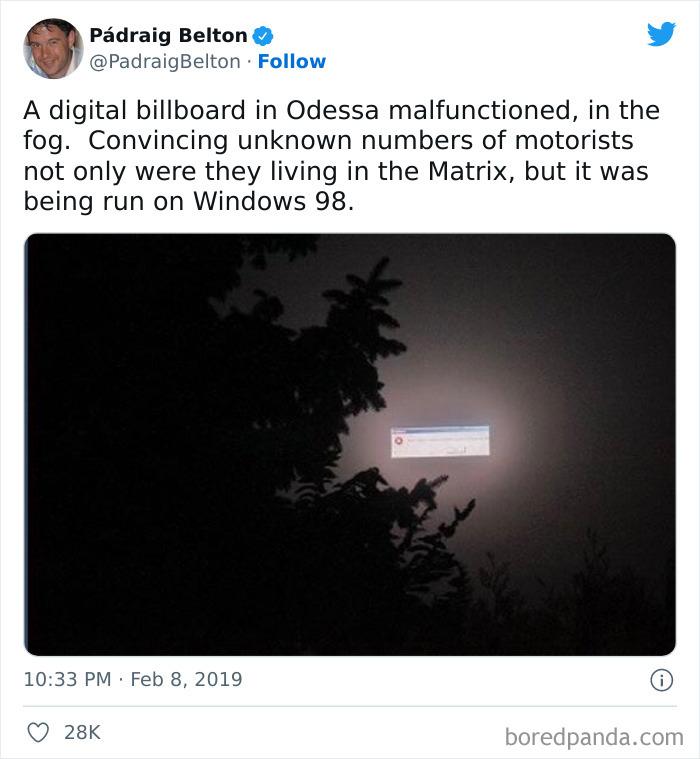 Pádraig Belton
@PadraigBelton · Follow
A digital billboard in Odessa malfunctioned, in the
fog.  Convincing unknown numbers of motorists
not only were they living in the Matrix, but it was
being run on Windows 98.
10:33 PM · Feb 8, 2019
28K
boredpanda.com